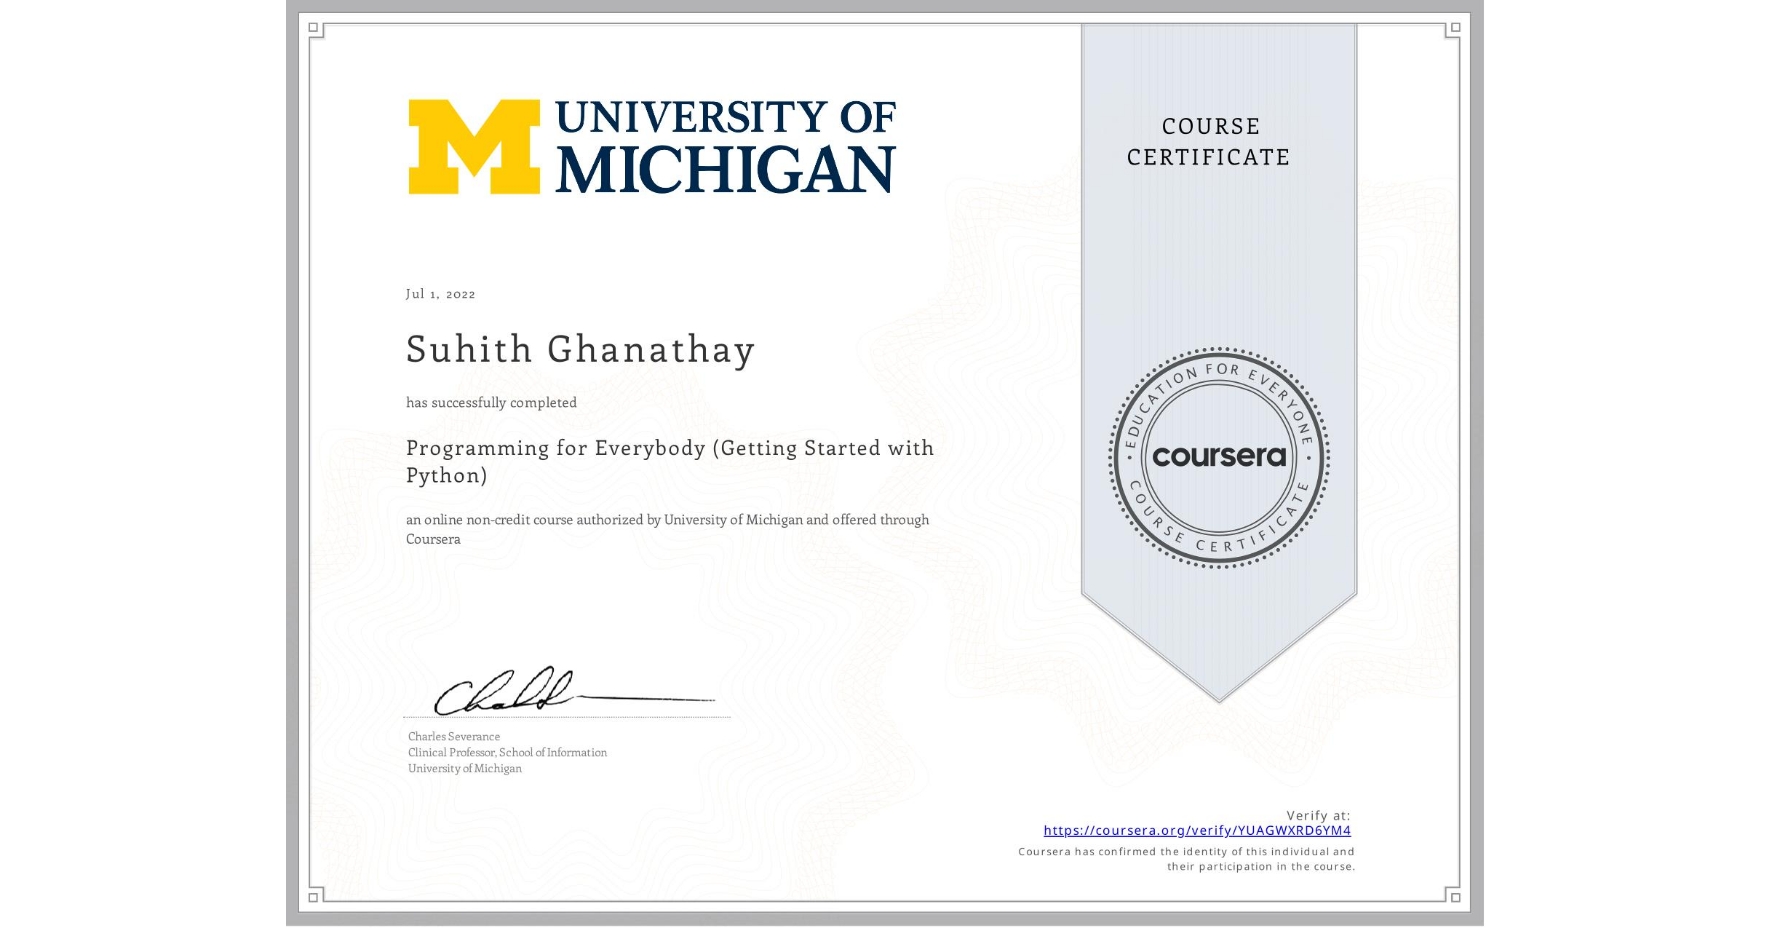 UNIVERSITY OF
MICHIGAN
COURSE
CERTIFICATE
Jul 1, 2022
Suhith Ghanathay
has successfully completed
Programming for Everybody (Getting Started with
Python)
an online non-credit course authorized by University of Michigan and offered through
Coursera
EDUCATION FOR EVERYONE
coursera
COURSE CERTIFICATE
Charles Severance
Clinical Professor, School of Information
University of Michigan
Verify at:
https://coursera.org/verify/YUAGWXRD6YM4
Coursera has confirmed the identity of this individual and
their participation in the course.